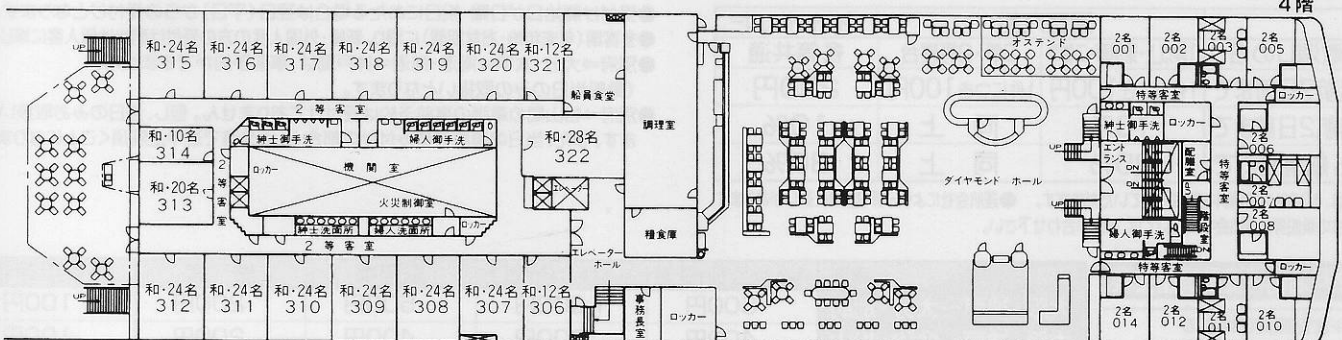 4階
UP
和・24名
315
和・24名
316
和・24名
317
和・24名
318
和・24名
319
和・24名
320
和・12名
321
船員食堂
調理室
オステンド
2名
001
2名
002
2名
003
2名
005
2等客室
特等客室
ロッカー
和・10名
314
紳士御手洗
婦人御手洗
和・28名
322
紳士御手洗
ロッカー
2名
006
UP
エントランス
配膳室
特等客室
ロッカー
機関室
エレベーター
ダイヤモンド ホール
DN
DN
UP
2名
007
2名
008
和・20名
313
2等客室
火災制御室
紳士洗面所
婦人洗面所
ロッカー
糧食庫
UP
階段室
婦人御手洗
2等客室
エレベーター
ホール
特等客室
ロッカー
UP
和・24名
312
和・24名
311
和・24名
310
和・24名
309
和・24名
308
和・24名
307
和・12名
306
事務長室
ロッカー
2名
014
2名
012
2名
011
2名
010